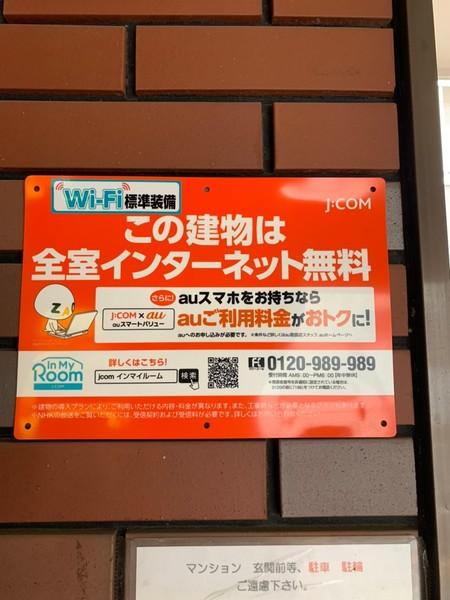 Wi-Fi 標準装備
J:COM
この建物は
全室インターネット無料
ZA
さらに! auスマホをお持ちなら
J:COM × au
auスマートバリュー
auご利用料金がおトクに!
auへのお申し込みが必要です。
In My Room
J:COM
詳しくはこちら!
jcom インマイルーム 検索
0120-989-989
マンション 玄関前等、駐車 駐輪
ご遠慮下さい。